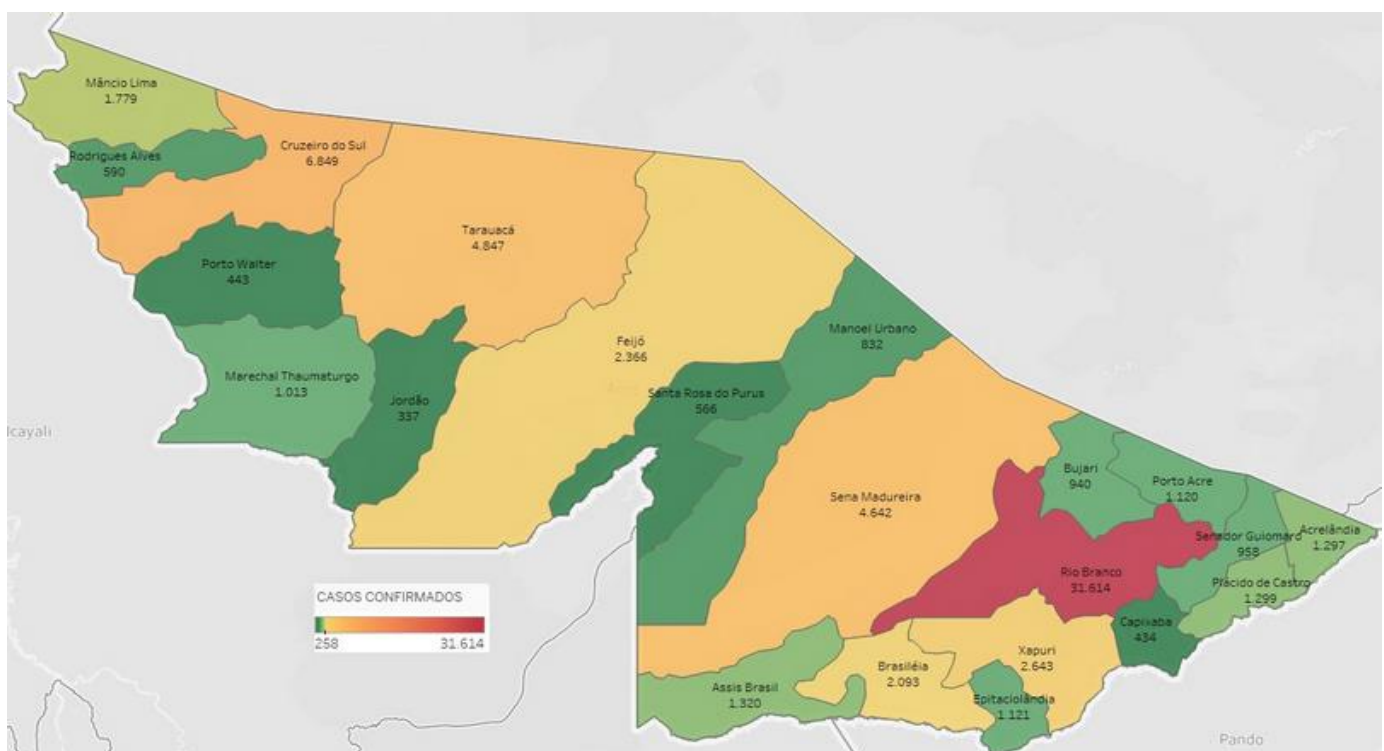 Mâncio Lima
1.779
Rodrigues Alves
590
Cruzeiro do Sul
6.849
Tarauacá
4.847
Porto Walter
443
Feijó
2.366
Manoel Urbano
832
Marechal Thaumaturgo
1.013
Jordão
337
Santa Rosa do Purus
566
lcayali
Sena Madureira
4.642
Bujari
940
Porto Acre
1.120
Senador Guiomard
958
Acrelândia
1.297
Rio Branco
31.614
Plácido de Castro
1.299
CASOS CONFIRMADOS
258 31.614
Capixaba
434
Xapuri
2.643
Brasiléia
2.093
Assis Brasil
1.320
Epitaciolândia
1.121
Pando